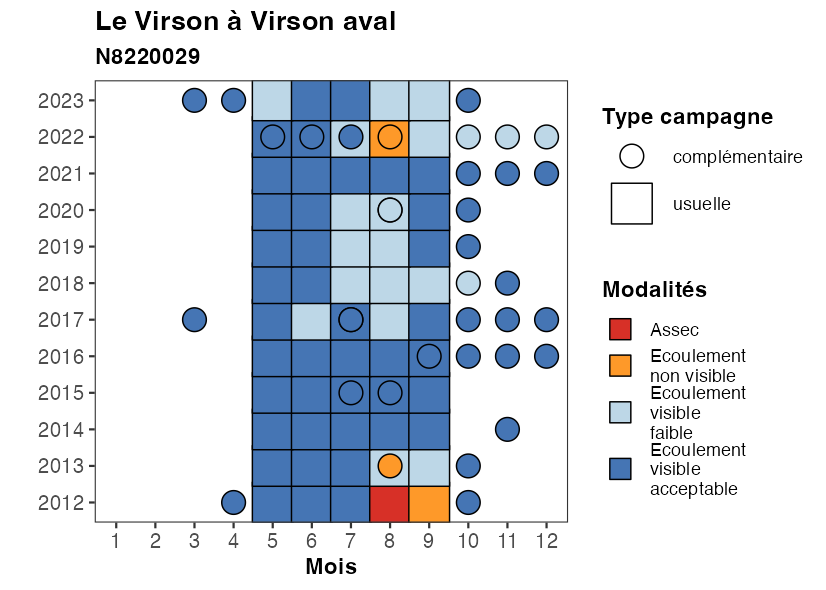 Le Virson à Virson aval
N8220029
2023
2022
2021
2020
2019
2018
2017
2016
2015
2014
2013
2012
1 2 3 4 5 6 7 8 9 10 11 12
Mois
Type campagne
complémentaire
usuelle
Modalités
Assec
Ecoulement
non visible
Ecoulement
visible
faible
Ecoulement
visible
acceptable